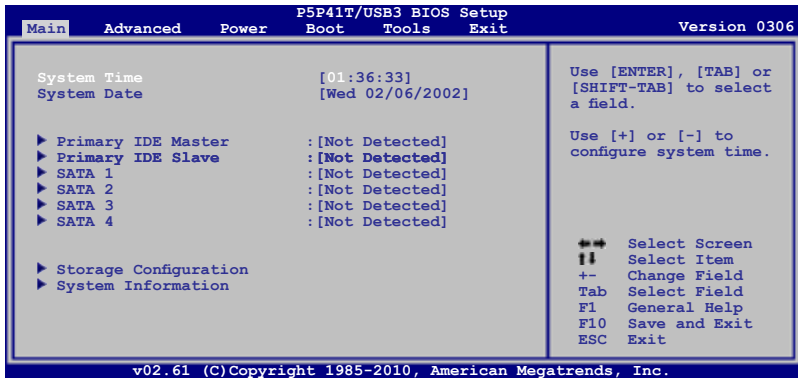 P5P41T/USB3 BIOS Setup
Main Advanced Power Boot Tools Exit Version 0306
System Time [01:36:33]
System Date [Wed 02/06/2002]
Primary IDE Master :[Not Detected]
Primary IDE Slave :[Not Detected]
SATA 1 :[Not Detected]
SATA 2 :[Not Detected]
SATA 3 :[Not Detected]
SATA 4 :[Not Detected]
Storage Configuration
System Information
Use [ENTER], [TAB] or
[SHIFT-TAB] to select
a field.
Use [+] or [-] to
configure system time.
Select Screen
Select Item
+- Change Field
Tab Select Field
F1 General Help
F10 Save and Exit
ESC Exit
v02.61 (C)Copyright 1985-2010, American Megatrends, Inc.